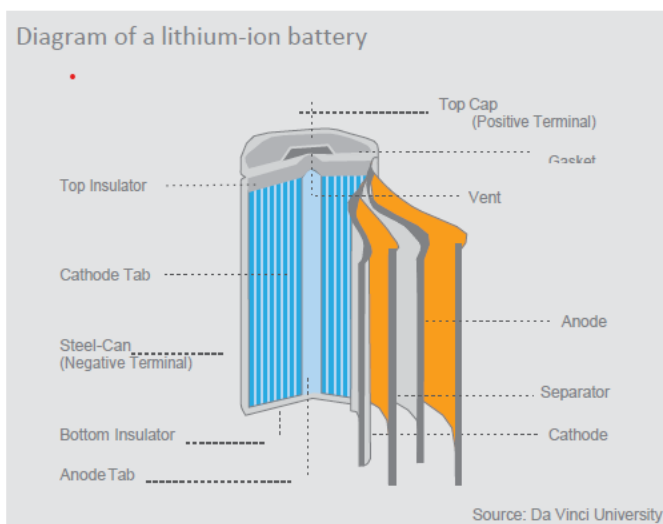 Diagram of a lithium-ion battery
Top Cap
(Positive Terminal)
Gasket
Top Insulator
Vent
Cathode Tab
Anode
Steel-Can
(Negative Terminal)
Separator
Bottom Insulator
Cathode
Anode Tab
Source: Da Vinci University